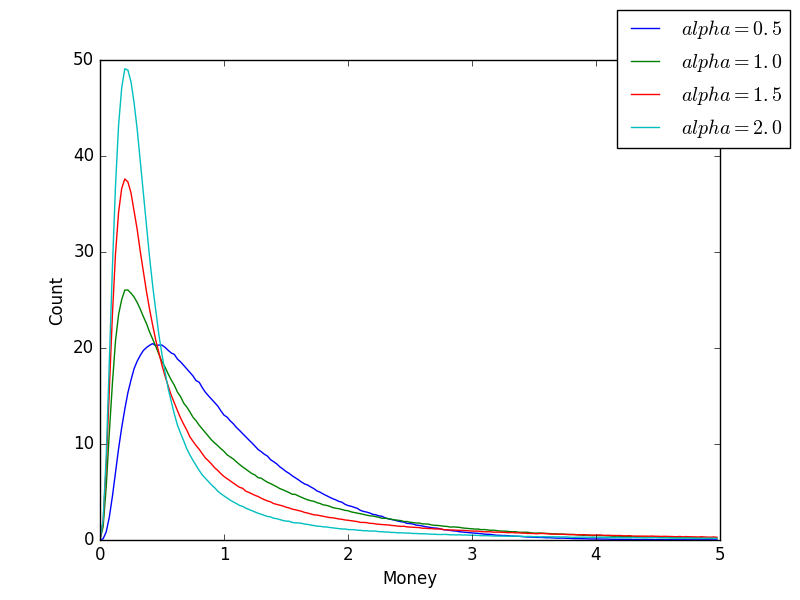 alpha = 0.5
alpha = 1.0
alpha = 1.5
alpha = 2.0
50
40
30
20
10
0
Count
0 1 2 3 4 5
Money